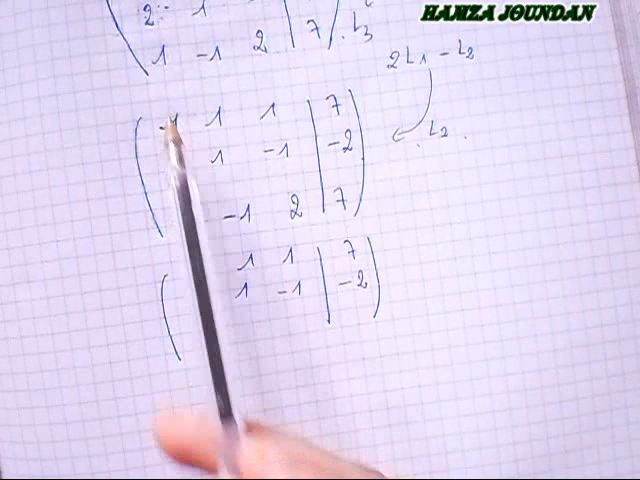 HAMZA JOUNDAN
2 1
1 -1 2 | 7 . L3
2L1 - L2
1 1 | 7
1 -1 | -2 . L2 .
-1 2 | 7
1 1 | 7
1 -1 | -2